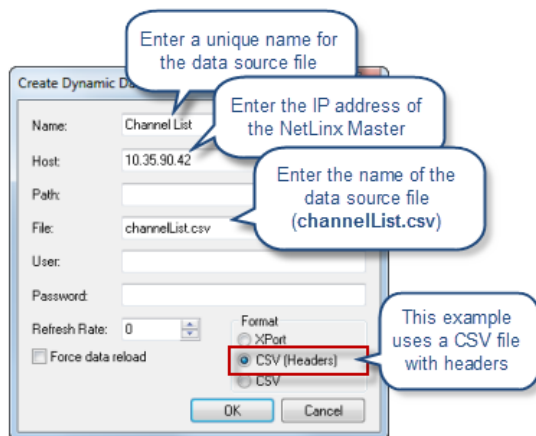 Enter a unique name for
the data source file
Create Dynamic Da
Name:
Channel List
Enter the IP address of
the NetLinx Master
Host:
10.35.90.42
Path:
Enter the name of the
data source file
(channelList.csv)
File:
channelList.csv
User:
Password:
Refresh Rate:
0
Format
XPort
Force data reload
CSV (Headers)
CSV
This example
uses a CSV file
with headers
OK
Cancel